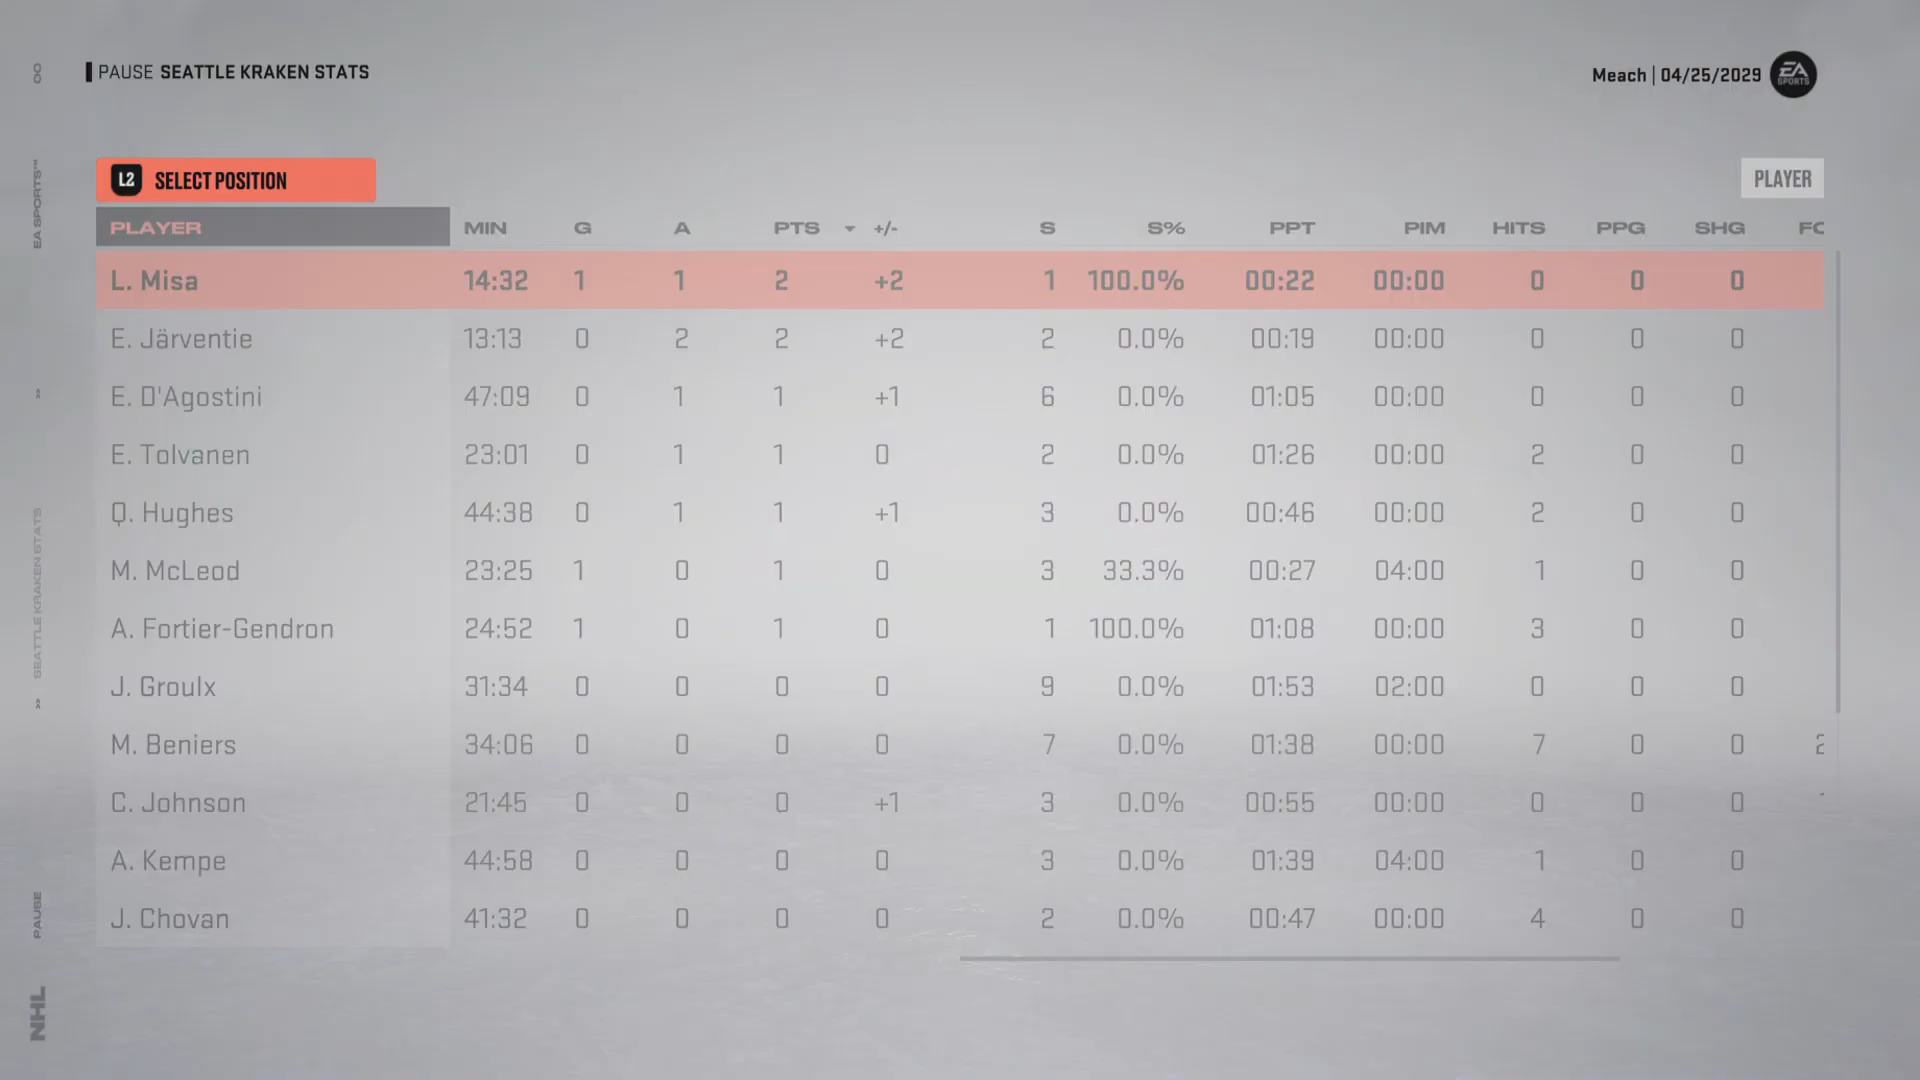 PAUSE SEATTLE KRAKEN STATS
Meach | 04/25/2029
EA SPORTS
L2 SELECT POSITION
PLAYER
PLAYER MIN G A PTS +/- S S% PPT PIM HITS PPG SHG
L. Misa 14:32 1 1 2 +2 1 100.0% 00:22 00:00 0 0 0
E. Järventie 13:13 0 2 2 +2 2 0.0% 00:19 00:00 0 0 0
E. D'Agostini 47:09 0 1 1 +1 6 0.0% 01:05 00:00 0 0 0
E. Tolvanen 23:01 0 1 1 0 2 0.0% 01:26 00:00 2 0 0
Q. Hughes 44:38 0 1 1 +1 3 0.0% 00:46 00:00 2 0 0
M. McLeod 23:25 1 0 1 0 3 33.3% 00:27 04:00 1 0 0
A. Fortier-Gendron 24:52 1 0 1 0 1 100.0% 01:08 00:00 3 0 0
J. Groulx 31:34 0 0 0 0 9 0.0% 01:53 02:00 0 0 0
M. Beniers 34:06 0 0 0 0 7 0.0% 01:38 00:00 7 0 0
C. Johnson 21:45 0 0 0 +1 3 0.0% 00:55 00:00 0 0 0
A. Kempe 44:58 0 0 0 0 3 0.0% 01:39 04:00 1 0 0
J. Chovan 41:32 0 0 0 0 2 0.0% 00:47 00:00 4 0 0
EA SPORTS™
SEATTLE KRAKEN STATS
PAUSE
NHL